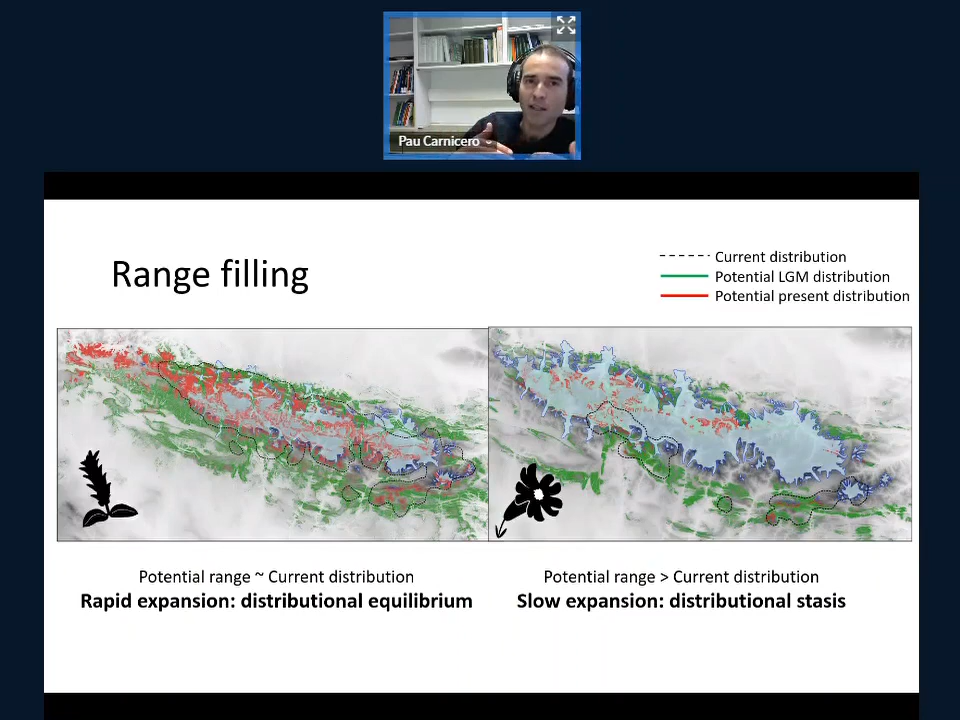 Pau Carnicero
Range filling
Current distribution
Potential LGM distribution
Potential present distribution
Potential range ~ Current distribution
Rapid expansion: distributional equilibrium
Potential range > Current distribution
Slow expansion: distributional stasis